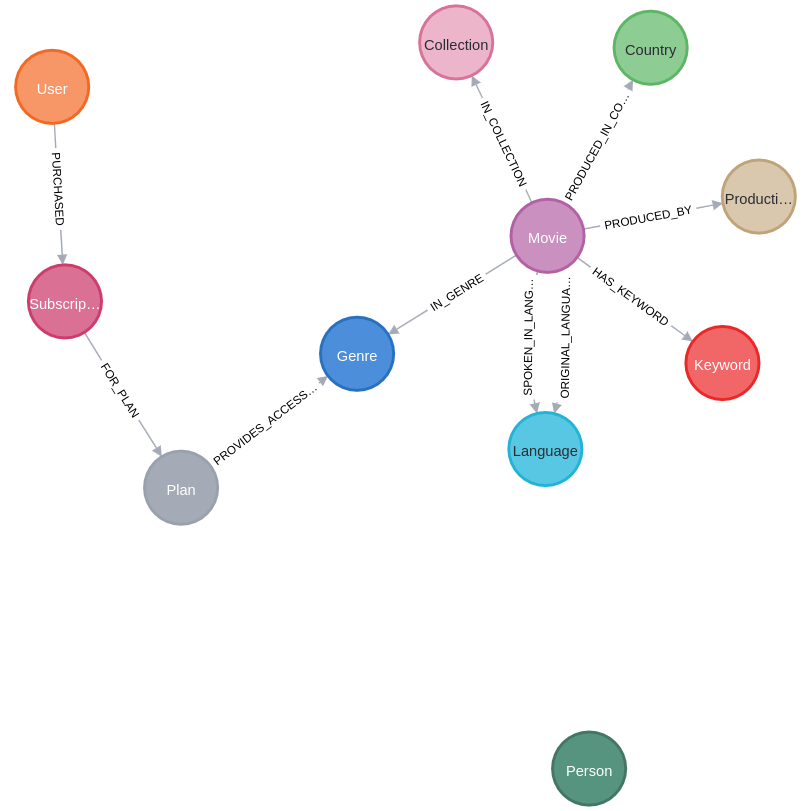 Collection
Country
User
PURCHASED
IN_COLLECTION
PRODUCED_IN_CO...
Producti...
PRODUCED_BY
Movie
Subscrip...
IN_GENRE
HAS_KEYWORD
SPOKEN_IN_LANG...
ORIGINAL_LANGUA...
Genre
Keyword
FOR_PLAN
PROVIDES_ACCESS...
Language
Plan
Person